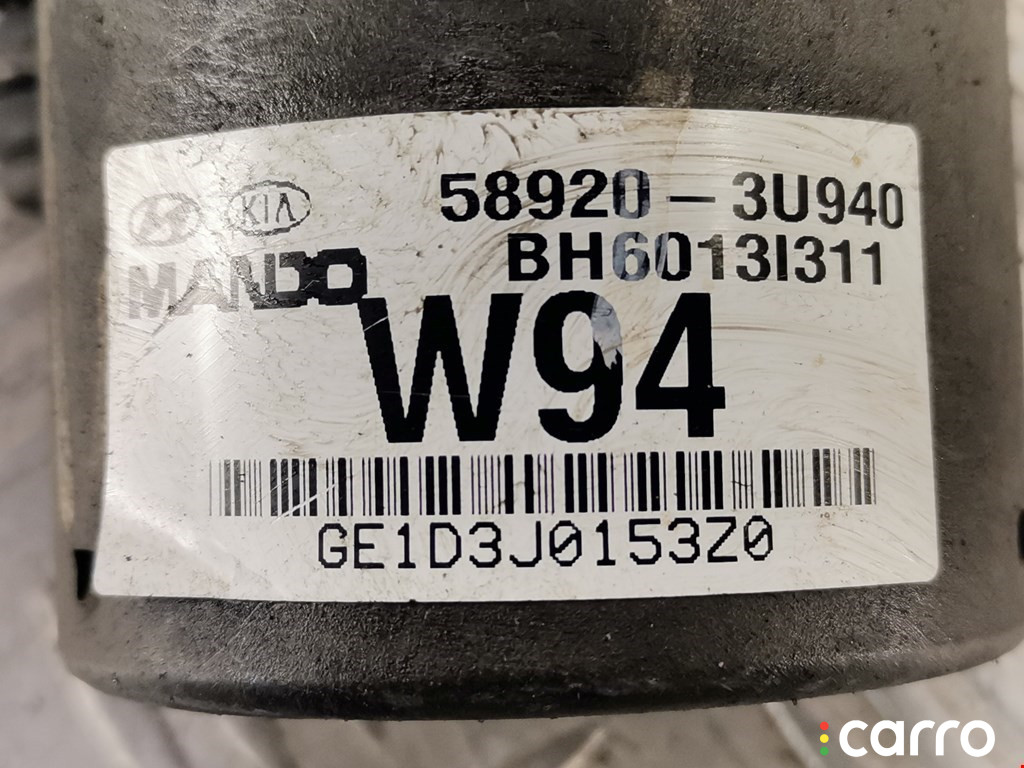 KIA
58920-3U940
MANDO
BH6013I311
W94
GE1D3J0153Z0
carro